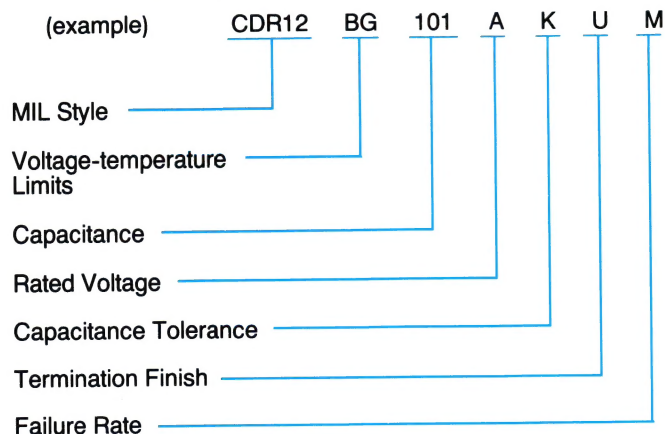 (example) CDR12 BG 101 A K U M
MIL Style
Voltage-temperature
Limits
Capacitance
Rated Voltage
Capacitance Tolerance
Termination Finish
Failure Rate